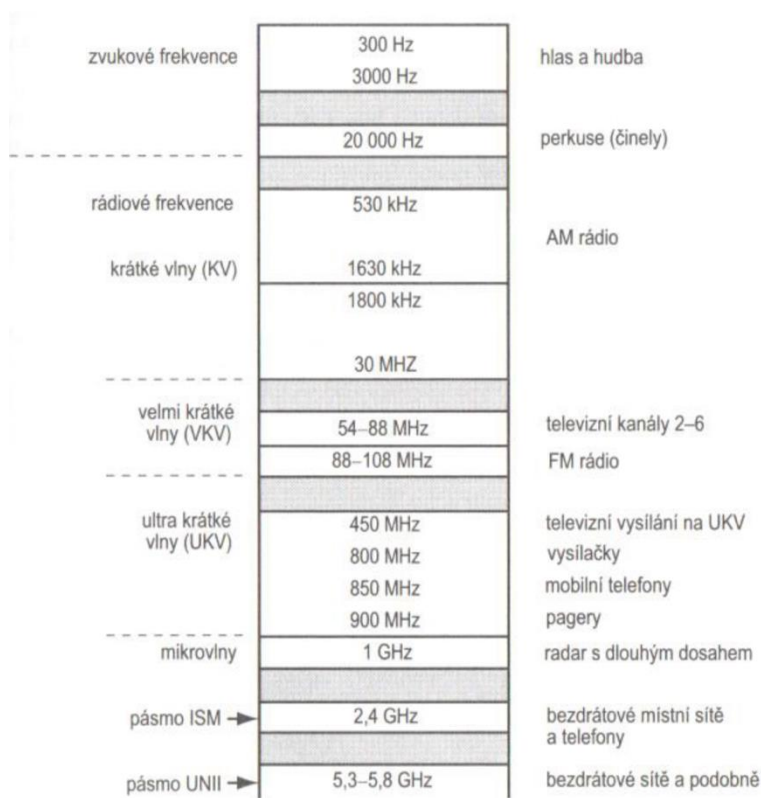 zvukové frekvence 300 Hz hlas a hudba
3000 Hz
20 000 Hz perkuse (činely)
rádiové frekvence 530 kHz
AM rádio
krátké vlny (KV) 1630 kHz
1800 kHz
30 MHZ
velmi krátké
vlny (VKV) 54–88 MHz televizní kanály 2–6
88–108 MHz FM rádio
ultra krátké 450 MHz televizní vysílání na UKV
vlny (UKV) 800 MHz vysílačky
850 MHz mobilní telefony
900 MHz pagery
mikrovlny 1 GHz radar s dlouhým dosahem
pásmo ISM 2,4 GHz bezdrátové místní sítě
a telefony
pásmo UNII 5,3–5,8 GHz bezdrátové sítě a podobně